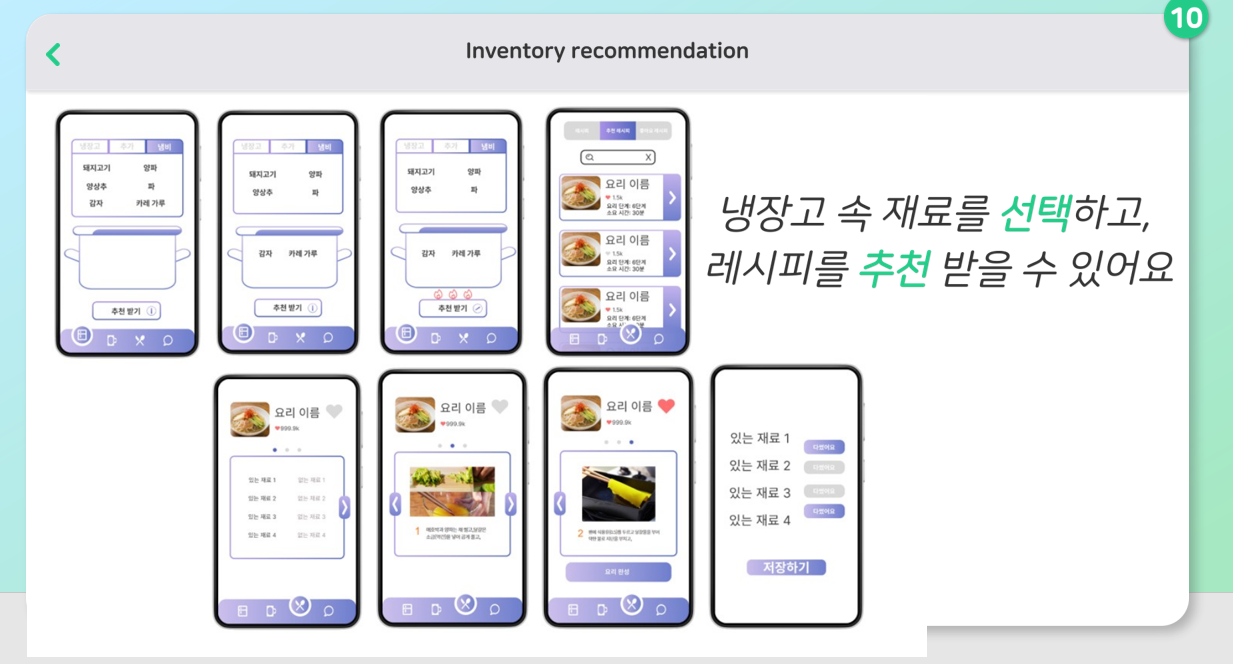 10
Inventory recommendation
냉장고 추가 냄비
돼지고기 양파
양상추 파
감자 카레 가루
추천 받기
냉장고 추가 냄비
돼지고기 양파
양상추 파
감자 카레 가루
추천 받기
냉장고 추가 냄비
돼지고기 양파
양상추 파
감자 카레 가루
추천 받기
추천 레시피
X
요리 이름
1.5k
요리 단계: 6단계
소요 시간: 30분
요리 이름
1.5k
요리 단계: 6단계
소요 시간: 30분
요리 이름
1.5k
요리 단계: 6단계
소요 시간: 30분
냉장고 속 재료를 선택하고,
레시피를 추천 받을 수 있어요
요리 이름
999.9k
있는 재료 1 없는 재료 1
있는 재료 2 없는 재료 2
있는 재료 3 없는 재료 3
있는 재료 4 없는 재료 4
요리 이름
999.9k
1
요리 이름
999.9k
2
요리 완성
있는 재료 1 다썼어요
있는 재료 2 다썼어요
있는 재료 3 다썼어요
있는 재료 4 다썼어요
저장하기